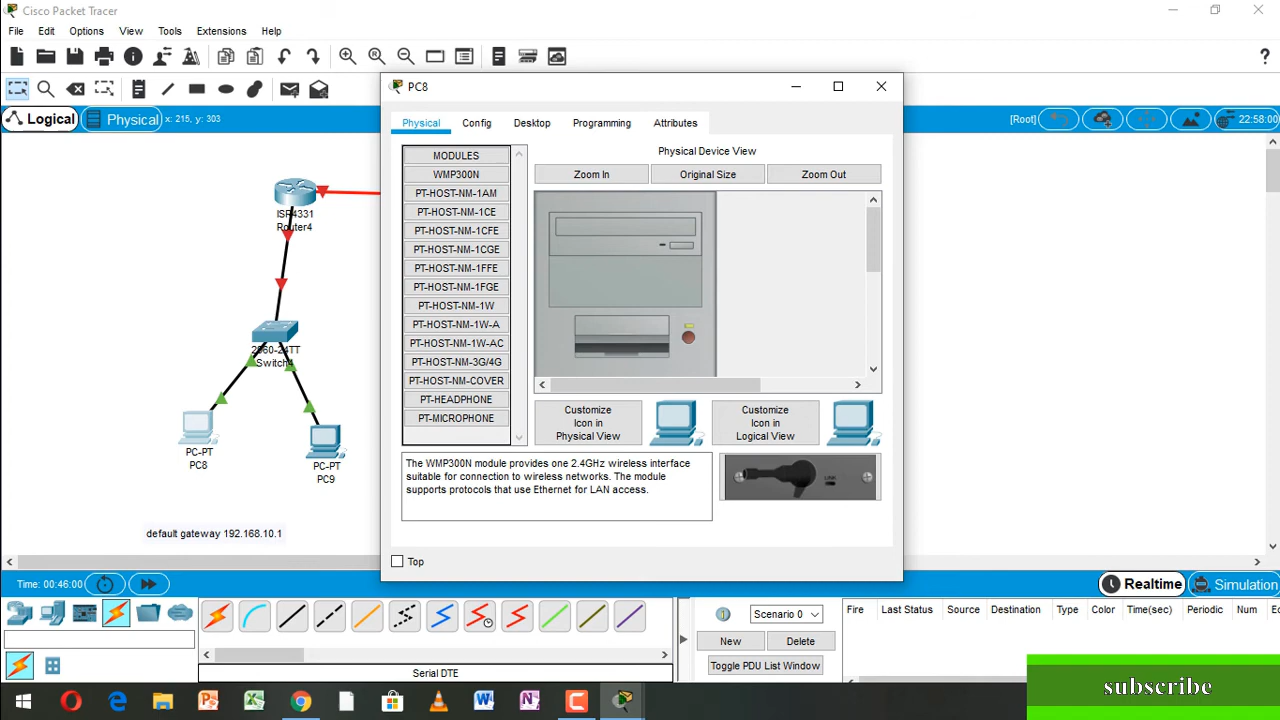 Cisco Packet Tracer
File Edit Options View Tools Extensions Help
Logical Physical x: 215, y: 303 [Root] 22:58:00
PC8
Physical Config Desktop Programming Attributes
MODULES
WMP300N
PT-HOST-NM-1AM
PT-HOST-NM-1CE
PT-HOST-NM-1CFE
PT-HOST-NM-1CGE
PT-HOST-NM-1FFE
PT-HOST-NM-1FGE
PT-HOST-NM-1W
PT-HOST-NM-1W-A
PT-HOST-NM-1W-AC
PT-HOST-NM-3G/4G
PT-HOST-NM-COVER
PT-HEADPHONE
PT-MICROPHONE
Physical Device View
Zoom In Original Size Zoom Out
Customize
Icon in
Physical View
Customize
Icon in
Logical View
The WMP300N module provides one 2.4GHz wireless interface
suitable for connection to wireless networks. The module
supports protocols that use Ethernet for LAN access.
LINK
Top
ISR4331
Router4
2960-24TT
Switch4
PC-PT
PC8
PC-PT
PC9
default gateway 192.168.10.1
Time: 00:46:00
Realtime Simulation
Serial DTE
Scenario 0
New Delete
Toggle PDU List Window
Fire Last Status Source Destination Type Color Time(sec) Periodic Num
subscribe